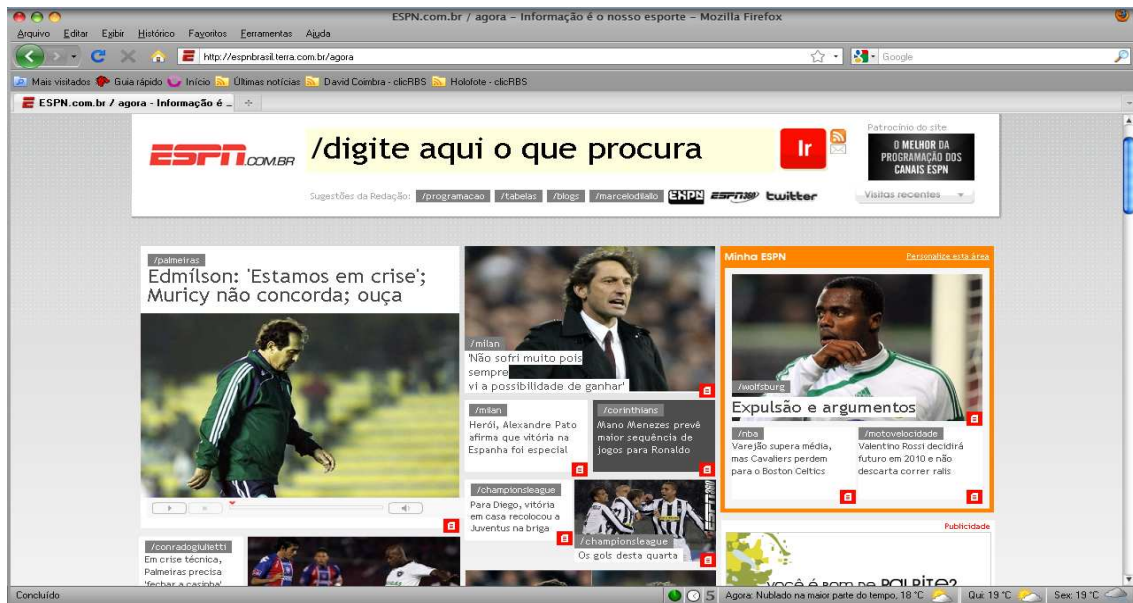 ESPN.com.br / agora – Informação é o nosso esporte – Mozilla Firefox
Arquivo Editar Exibir Histórico Favoritos Ferramentas Ajuda
http://espnbrasil.terra.com.br/agora
Google
Mais visitados Guia rápido Início Últimas notícias David Coimbra - clicRBS Holofote - clicRBS
ESPN.com.br / agora - Informação é ...
ESPN.COM.BR
/digite aqui o que procura
Ir
Patrocínio do site
O MELHOR DA
PROGRAMAÇÃO DOS
CANAIS ESPN
Sugestões da Redação: /programacao /tabelas /blogs /marcelodilallo EXPN ESPN360 twitter
Visitas recentes
/palmeiras
Edmílson: 'Estamos em crise';
Muricy não concorda; ouça
/milan
'Não sofri muito pois
sempre
vi a possibilidade de ganhar'
/milan
Herói, Alexandre Pato
afirma que vitória na
Espanha foi especial
/corinthians
Mano Menezes prevê
maior sequência de
jogos para Ronaldo
/championsleague
Para Diego, vitória
em casa recolocou a
Juventus na briga
ESPN360
/championsleague
Os gols desta quarta
/conradogiulietti
Em crise técnica,
Palmeiras precisa
'fechar a casinha'
Minha ESPN
Personalize esta área
/wolfsburg
Expulsão e argumentos
/nba
Varejão supera média,
mas Cavaliers perdem
para o Boston Celtics
/motovelocidade
Valentino Rossi decidirá
futuro em 2010 e não
descarta correr ralis
Publicidade
VOCÊ É BOM DE PALPITE?
Concluído
5 Agora: Nublado na maior parte do tempo, 18 °C Qui: 19 °C Sex: 19 °C